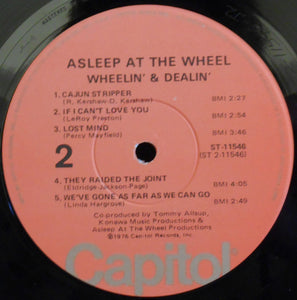 ASLEEP AT THE WHEEL
WHEELIN' & DEALIN'
1. CAJUN STRIPPER BMI 2:27
(R. Kershaw-D. Kershaw)
2. IF I CAN'T LOVE YOU BMI 2:54
(LeRoy Preston)
3. LOST MIND BMI 3:46
(Percy Mayfield)
2
ST-11546
(ST 2-11546)
4. THEY RAIDED THE JOINT BMI 4:05
(Eldridge-Jackson-Page)
5. WE'VE GONE AS FAR AS WE CAN GO BMI 2:49
(Linda Hargrove)
Co-produced by Tommy Allsup,
Konawa Music Productions &
Asleep At The Wheel Productions
℗1976 Capitol Records, Inc.
Capitol